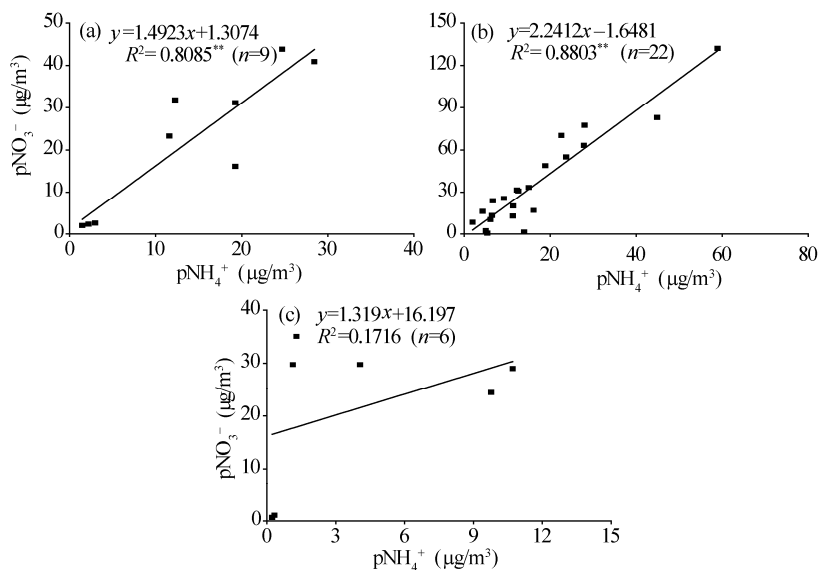 (a) y=1.4923x+1.3074
R²= 0.8085** (n=9)
50
40
30
20
10
0
pNO₃⁻ (μg/m³)
0 10 20 30 40
pNH₄⁺ (μg/m³)
(b) y=2.2412x−1.6481
R²= 0.8803** (n=22)
150
120
90
60
30
0
0 20 40 60 80
pNH₄⁺ (μg/m³)
(c) y=1.319x+16.197
R²=0.1716 (n=6)
40
30
20
10
0
pNO₃⁻ (μg/m³)
0 3 6 9 12 15
pNH₄⁺ (μg/m³)